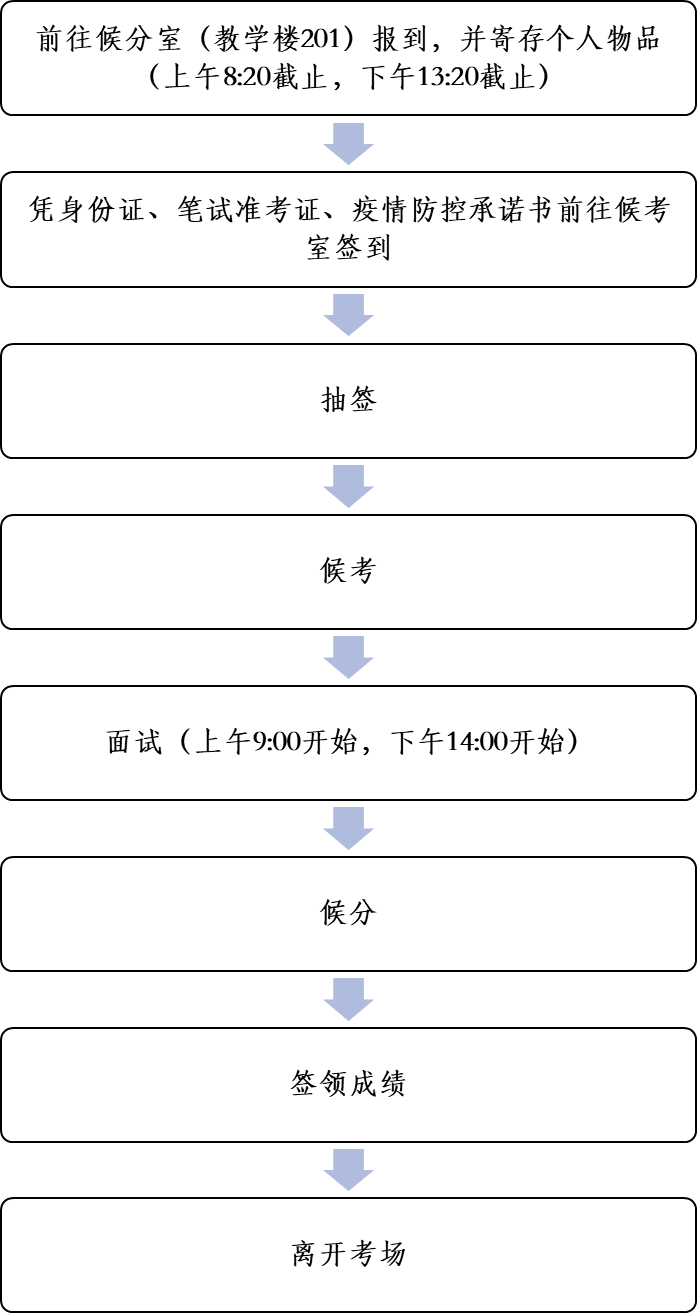 前往候分室（教学楼201）报到，并寄存个人物品
（上午8:20截止，下午13:20截止）
凭身份证、笔试准考证、疫情防控承诺书前往候考
室签到
抽签
候考
面试（上午9:00开始，下午14:00开始）
候分
签领成绩
离开考场